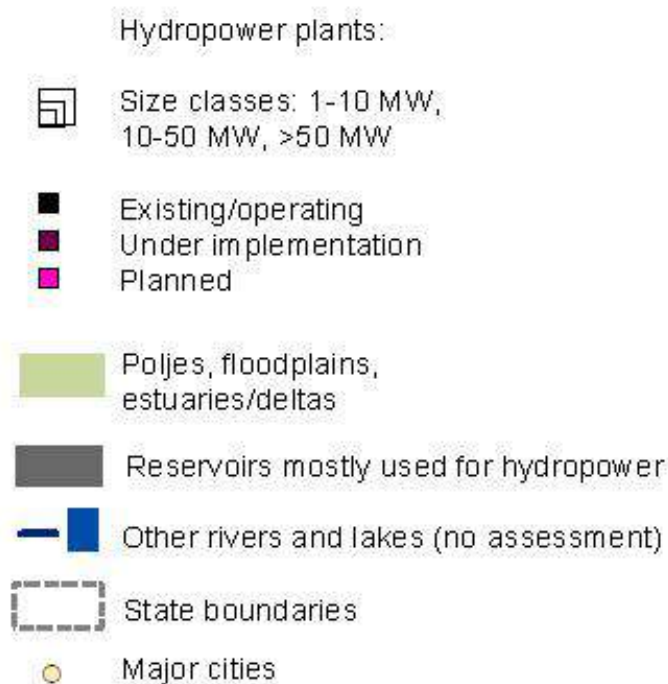 Hydropower plants:
Size classes: 1-10 MW,
10-50 MW, >50 MW
Existing/operating
Under implementation
Planned
Poljes, floodplains,
estuaries/deltas
Reservoirs mostly used for hydropower
Other rivers and lakes (no assessment)
State boundaries
Major cities